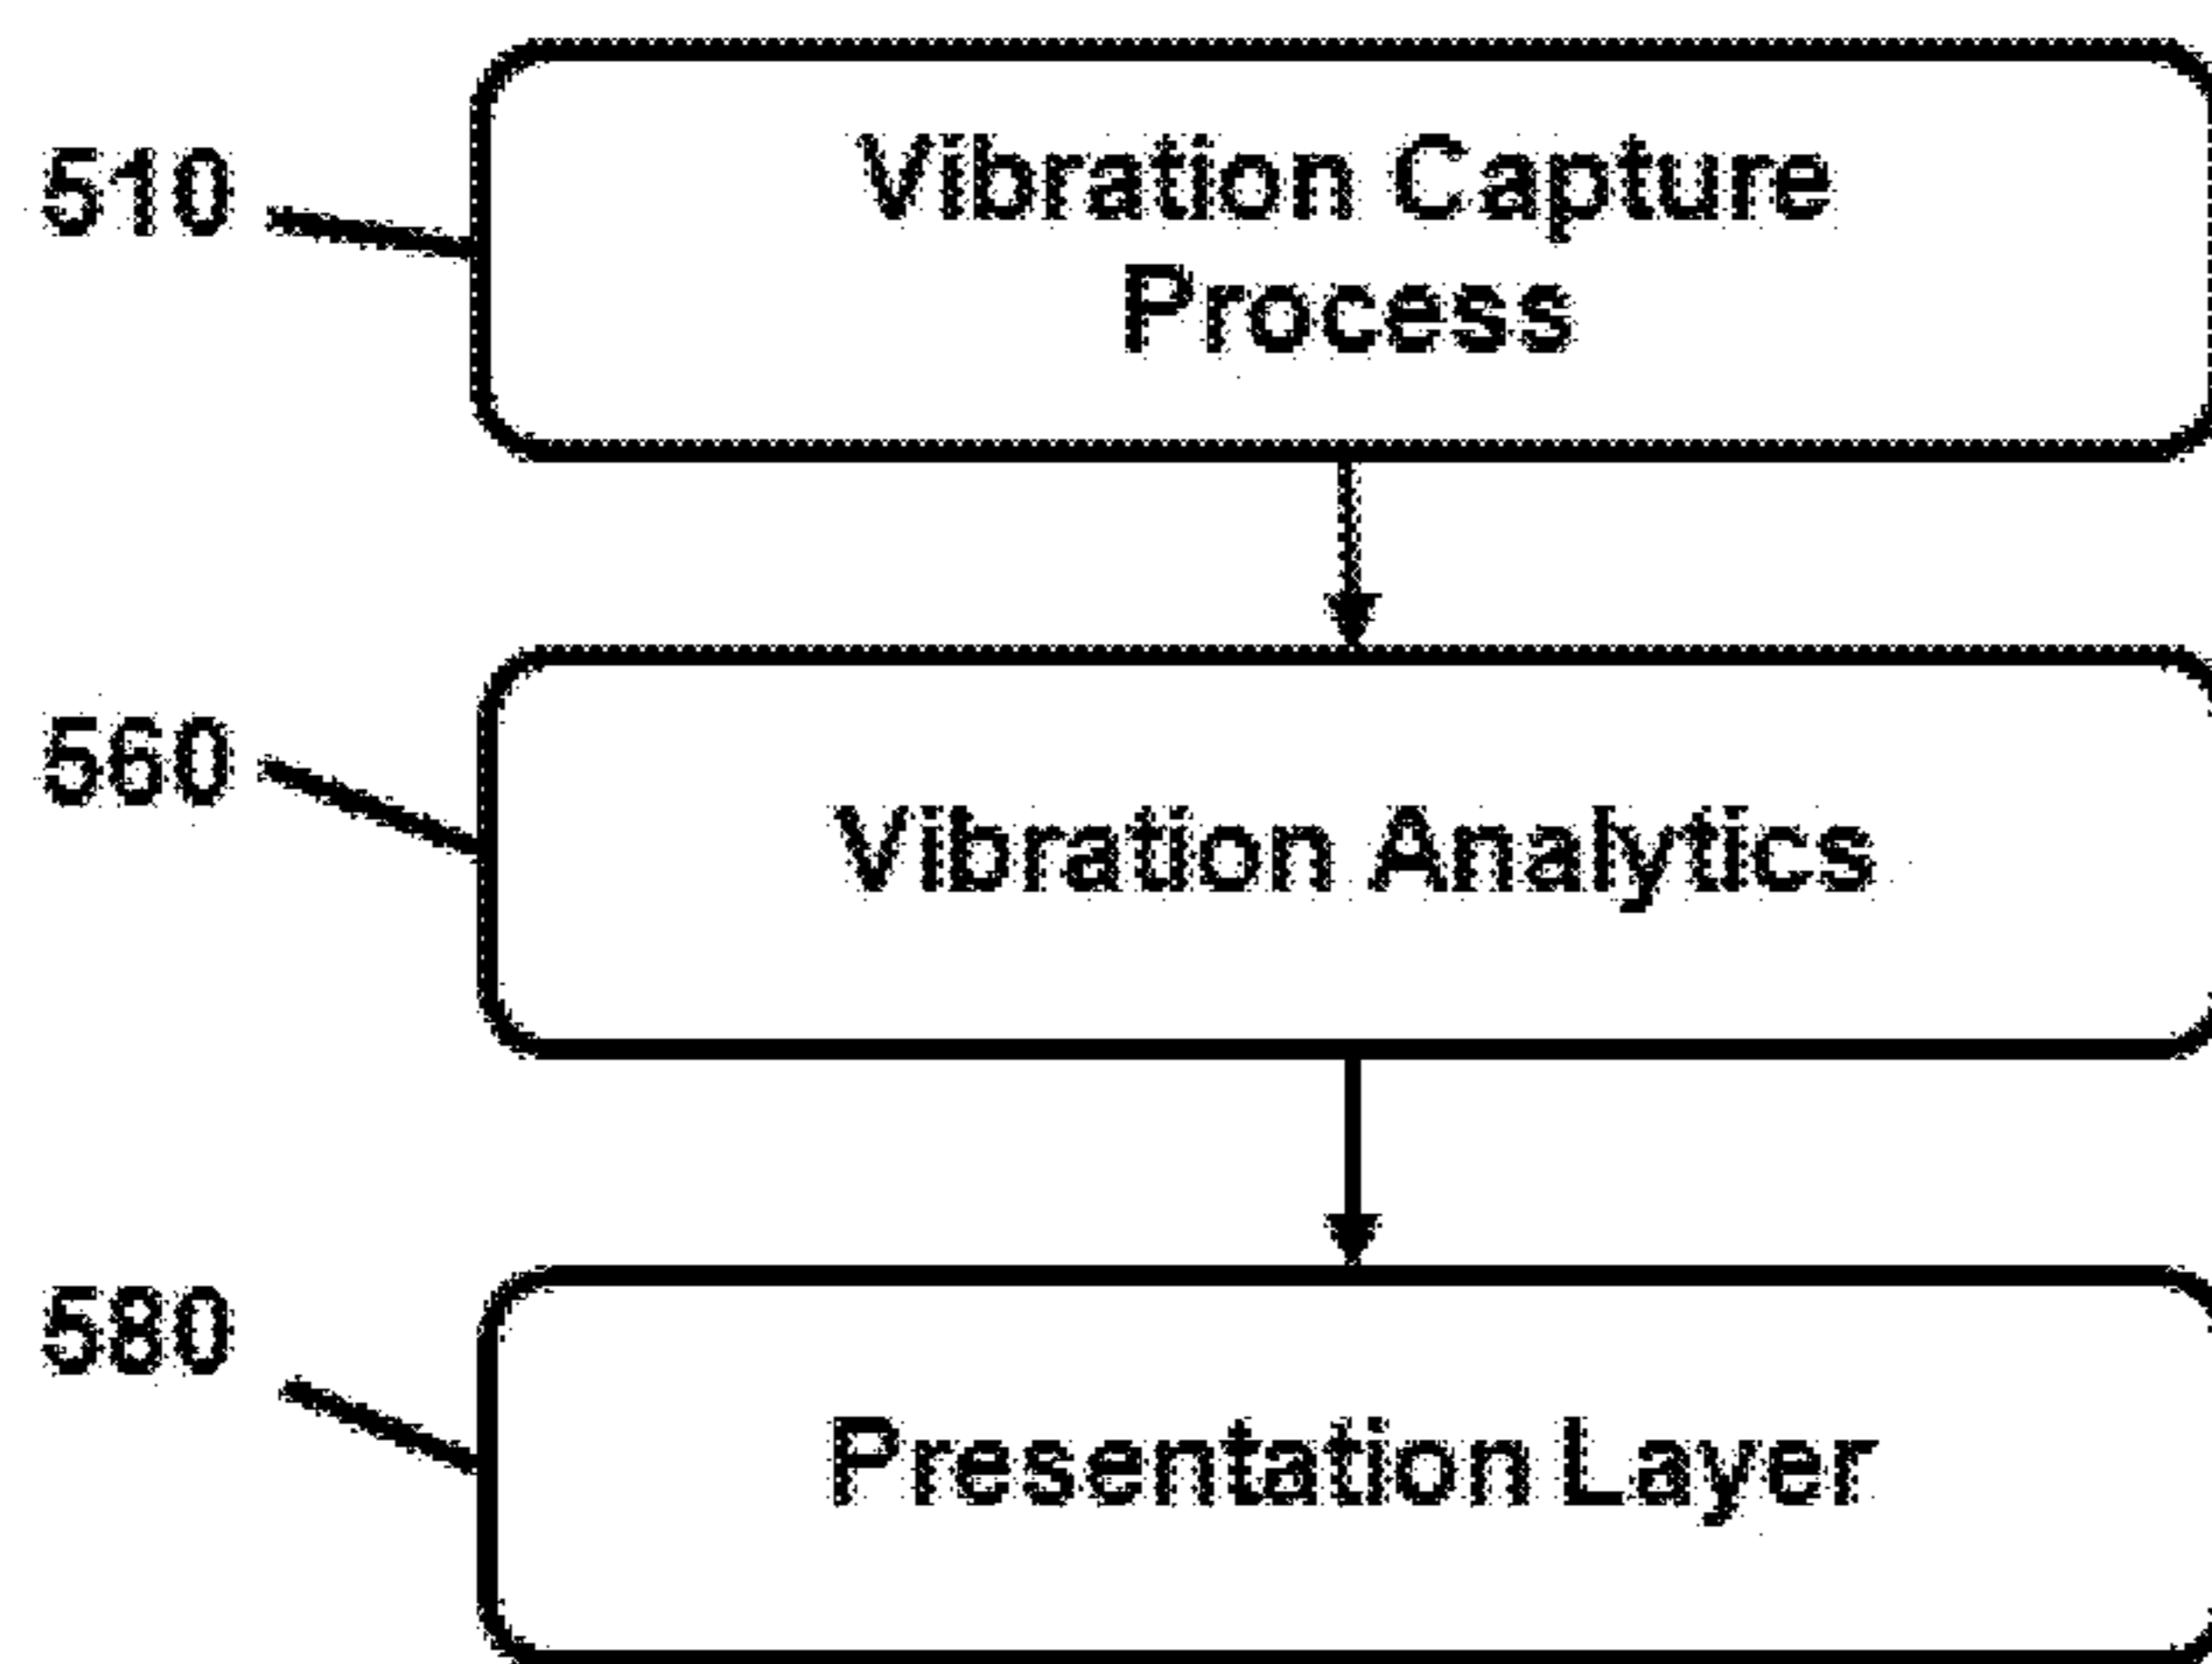 510
Vibration Capture
Process
560
Vibration Analytics
580
Presentation Layer